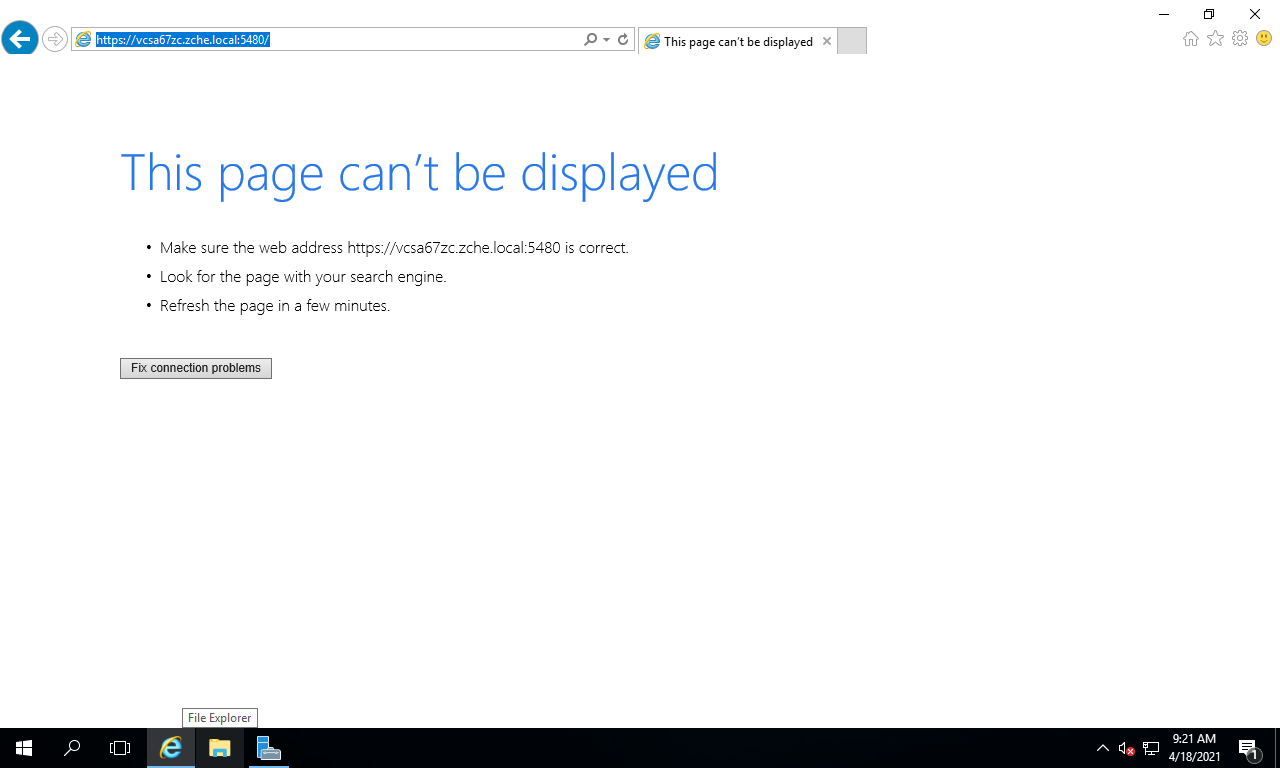 https://vcsa67zc.zche.local:5480/
This page can't be displayed
This page can't be displayed
• Make sure the web address https://vcsa67zc.zche.local:5480 is correct.
• Look for the page with your search engine.
• Refresh the page in a few minutes.
Fix connection problems
File Explorer
9:21 AM
4/18/2021
1